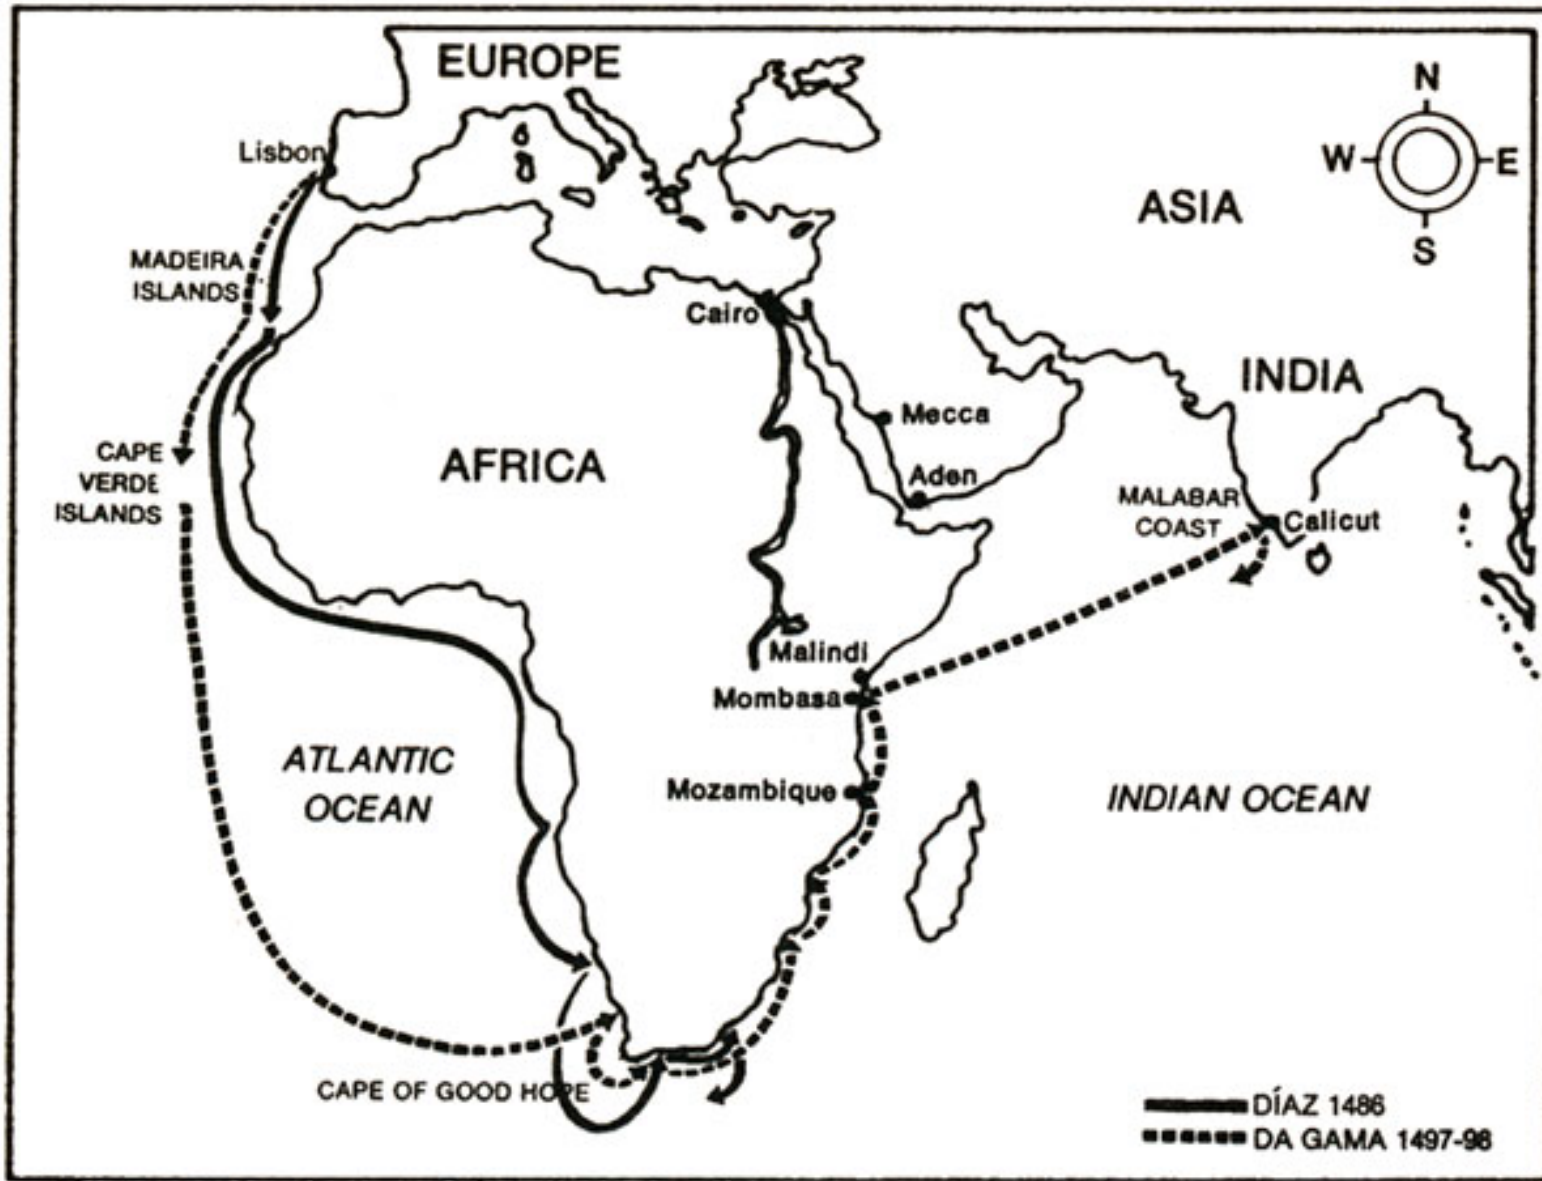 EUROPE
N
Lisbon
W
E
ASIA
S
MADEIRA
ISLANDS
Cairo
INDIA
Mecca
CAPE
VERDE
ISLANDS
AFRICA
Aden
MALABAR
COAST
Calicut
Malindi
Mombasa
ATLANTIC
OCEAN
Mozambique
INDIAN OCEAN
CAPE OF GOOD HOPE
DÍAZ 1486
DA GAMA 1497-98